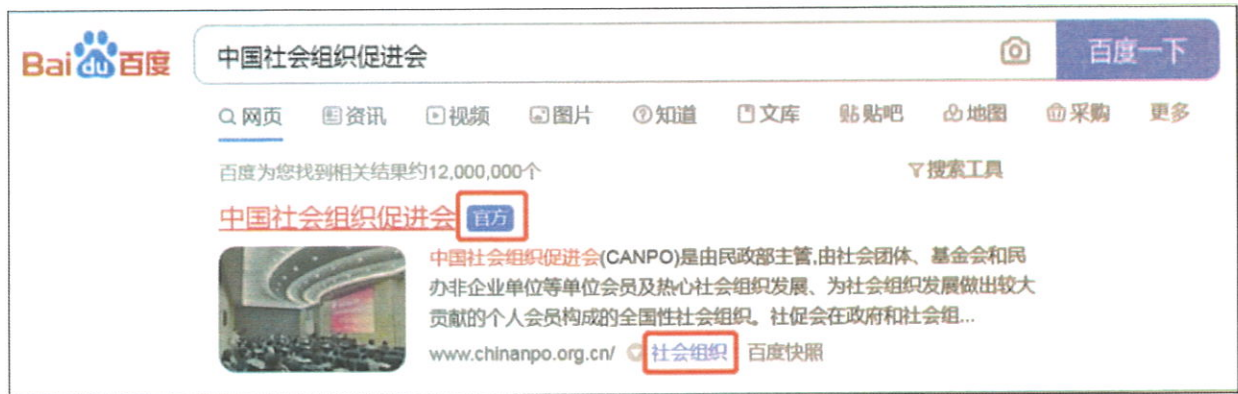 Bai du 百度
中国社会组织促进会
百度一下
网页 资讯 视频 图片 知道 文库 贴吧 地图 采购 更多
百度为您找到相关结果约12,000,000个
搜索工具
中国社会组织促进会 官方
中国社会组织促进会(CANPO)是由民政部主管,由社会团体、基金会和民
办非企业单位等单位会员及热心社会组织发展、为社会组织发展做出较大
贡献的个人会员构成的全国性社会组织。社促会在政府和社会组...
www.chinanpo.org.cn/ 社会组织 百度快照